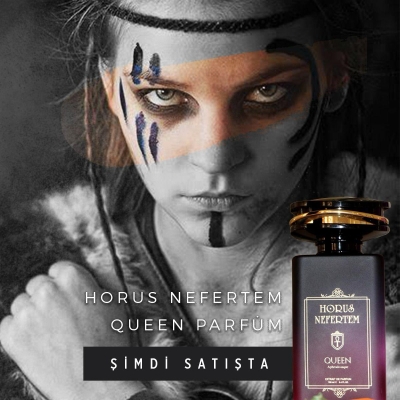 HORUS NEFERTEM
QUEEN PARFÜM
ŞİMDİ SATIŞTA
HORUS
NEFERTEM
QUEEN